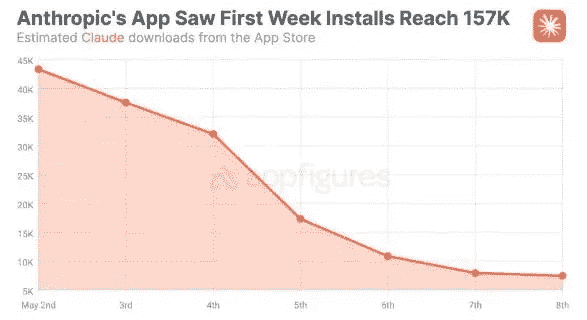 Anthropic's App Saw First Week Installs Reach 157K
Estimated Claude downloads from the App Store
45K
40K
35K
30K
25K
20K
15K
10K
5K
appfigures
May 2nd 3rd 4th 5th 6th 7th 8th